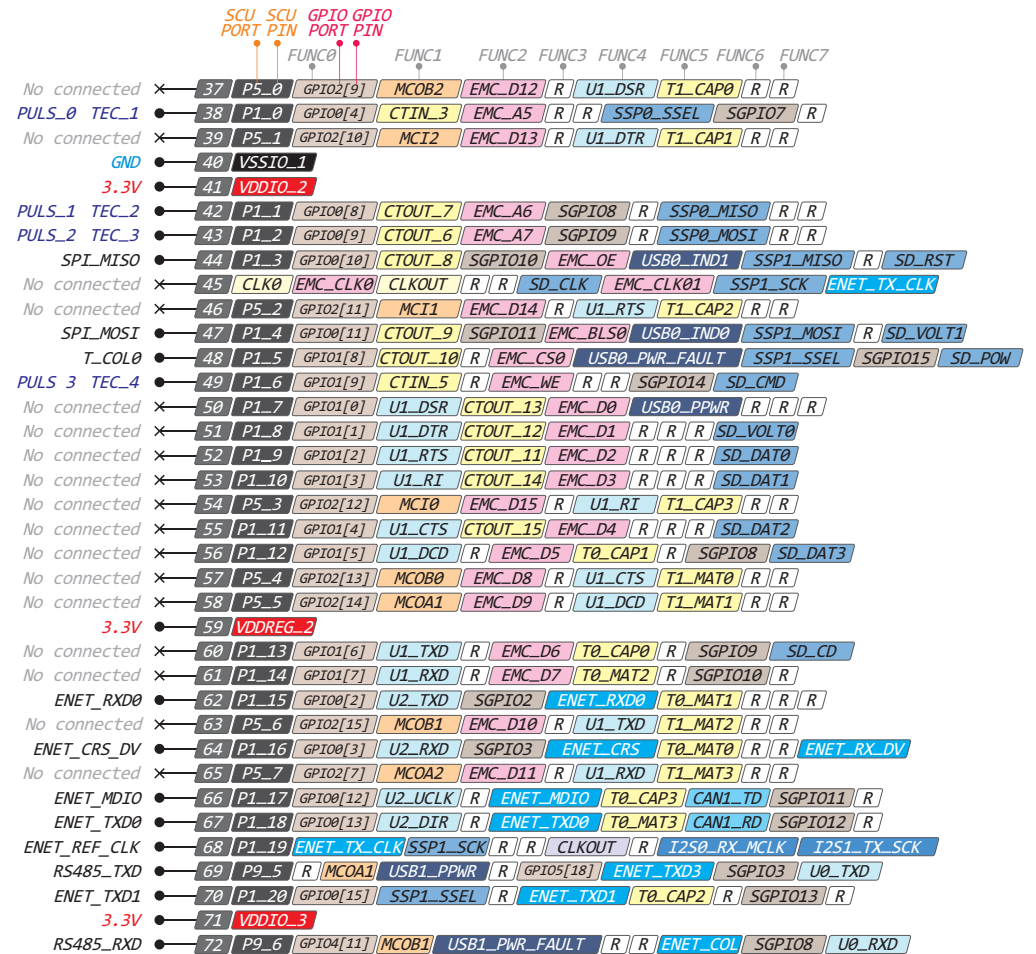 SCU SCU GPIO GPIO
PORT PIN PORT PIN
FUNC0 FUNC1 FUNC2 FUNC3 FUNC4 FUNC5 FUNC6 FUNC7
No connected 37 P5_0 GPIO2[9] MCOB2 EMC_D12 R U1_DSR T1_CAP0 R R
PULS_0 TEC_1 38 P1_0 GPIO0[4] CTIN_3 EMC_A5 R R SSP0_SSEL SGPIO7 R
No connected 39 P5_1 GPIO2[10] MCI2 EMC_D13 R U1_DTR T1_CAP1 R R
GND 40 VSSIO_1
3.3V 41 VDDIO_2
PULS_1 TEC_2 42 P1_1 GPIO0[8] CTOUT_7 EMC_A6 SGPIO8 R SSP0_MISO R R
PULS_2 TEC_3 43 P1_2 GPIO0[9] CTOUT_6 EMC_A7 SGPIO9 R SSP0_MOSI R R
SPI_MISO 44 P1_3 GPIO0[10] CTOUT_8 SGPIO10 EMC_OE USB0_IND1 SSP1_MISO R SD_RST
No connected 45 CLK0 EMC_CLK0 CLKOUT R R SD_CLK EMC_CLK01 SSP1_SCK ENET_TX_CLK
No connected 46 P5_2 GPIO2[11] MCI1 EMC_D14 R U1_RTS T1_CAP2 R R
SPI_MOSI 47 P1_4 GPIO0[11] CTOUT_9 SGPIO11 EMC_BLS0 USB0_IND0 SSP1_MOSI R SD_VOLT1
T_COL0 48 P1_5 GPIO1[8] CTOUT_10 R EMC_CS0 USB0_PWR_FAULT SSP1_SSEL SGPIO15 SD_POW
PULS 3 TEC_4 49 P1_6 GPIO1[9] CTIN_5 R EMC_WE R R SGPIO14 SD_CMD
No connected 50 P1_7 GPIO1[0] U1_DSR CTOUT_13 EMC_D0 USB0_PPWR R R R
No connected 51 P1_8 GPIO1[1] U1_DTR CTOUT_12 EMC_D1 R R R SD_VOLT0
No connected 52 P1_9 GPIO1[2] U1_RTS CTOUT_11 EMC_D2 R R R SD_DAT0
No connected 53 P1_10 GPIO1[3] U1_RI CTOUT_14 EMC_D3 R R R SD_DAT1
No connected 54 P5_3 GPIO2[12] MCI0 EMC_D15 R U1_RI T1_CAP3 R R
No connected 55 P1_11 GPIO1[4] U1_CTS CTOUT_15 EMC_D4 R R R SD_DAT2
No connected 56 P1_12 GPIO1[5] U1_DCD R EMC_D5 T0_CAP1 R SGPIO8 SD_DAT3
No connected 57 P5_4 GPIO2[13] MCOB0 EMC_D8 R U1_CTS T1_MAT0 R R
No connected 58 P5_5 GPIO2[14] MCOA1 EMC_D9 R U1_DCD T1_MAT1 R R
3.3V 59 VDDREG_2
No connected 60 P1_13 GPIO1[6] U1_TXD R EMC_D6 T0_CAP0 R SGPIO9 SD_CD
No connected 61 P1_14 GPIO1[7] U1_RXD R EMC_D7 T0_MAT2 R SGPIO10 R
ENET_RXD0 62 P1_15 GPIO0[2] U2_TXD SGPIO2 ENET_RXD0 T0_MAT1 R R R
No connected 63 P5_6 GPIO2[15] MCOB1 EMC_D10 R U1_TXD T1_MAT2 R R
ENET_CRS_DV 64 P1_16 GPIO0[3] U2_RXD SGPIO3 ENET_CRS T0_MAT0 R R ENET_RX_DV
No connected 65 P5_7 GPIO2[7] MCOA2 EMC_D11 R U1_RXD T1_MAT3 R R
ENET_MDIO 66 P1_17 GPIO0[12] U2_UCLK R ENET_MDIO T0_CAP3 CAN1_TD SGPIO11 R
ENET_TXD0 67 P1_18 GPIO0[13] U2_DIR R ENET_TXD0 T0_MAT3 CAN1_RD SGPIO12 R
ENET_REF_CLK 68 P1_19 ENET_TX_CLK SSP1_SCK R R CLKOUT R I2S0_RX_MCLK I2S1_TX_SCK
RS485_TXD 69 P9_5 R MCOA1 USB1_PPWR R GPIO5[18] ENET_TXD3 SGPIO3 U0_TXD
ENET_TXD1 70 P1_20 GPIO0[15] SSP1_SSEL R ENET_TXD1 T0_CAP2 R SGPIO13 R
3.3V 71 VDDIO_3
RS485_RXD 72 P9_6 GPIO4[11] MCOB1 USB1_PWR_FAULT R R ENET_COL SGPIO8 U0_RXD